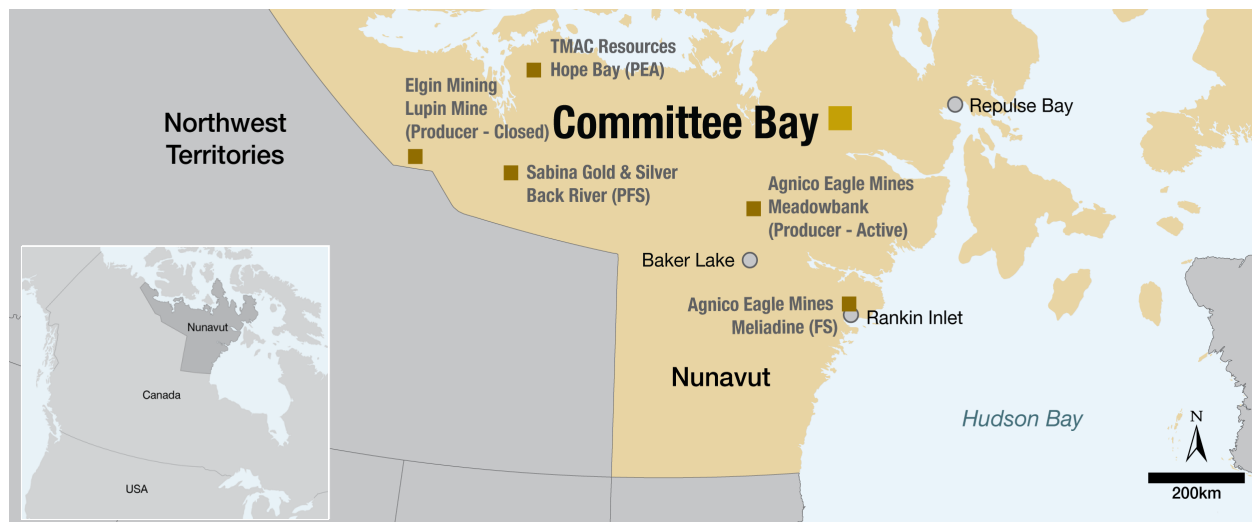 TMAC Resources
Hope Bay (PEA)
Elgin Mining
Lupin Mine
(Producer - Closed)
Committee Bay
Repulse Bay
Northwest
Territories
Sabina Gold & Silver
Back River (PFS)
Agnico Eagle Mines
Meadowbank
(Producer - Active)
Baker Lake
Agnico Eagle Mines
Meliadine (FS)
Rankin Inlet
Nunavut
Hudson Bay
N
200km
Nunavut
Canada
USA